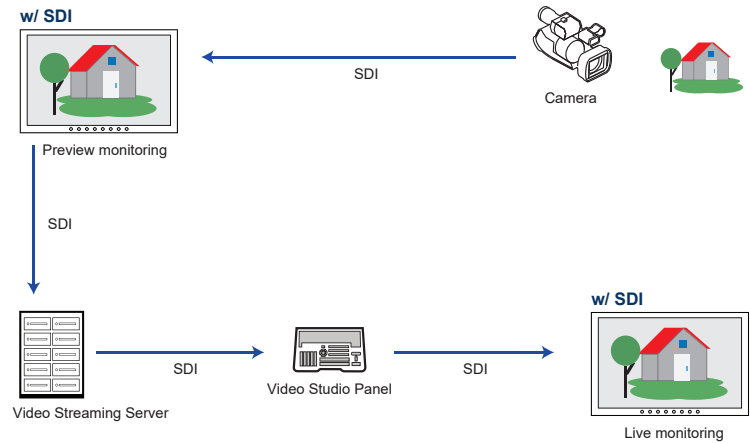 w/ SDI
SDI
Camera
Preview monitoring
SDI
w/ SDI
SDI
SDI
Video Streaming Server
Video Studio Panel
Live monitoring